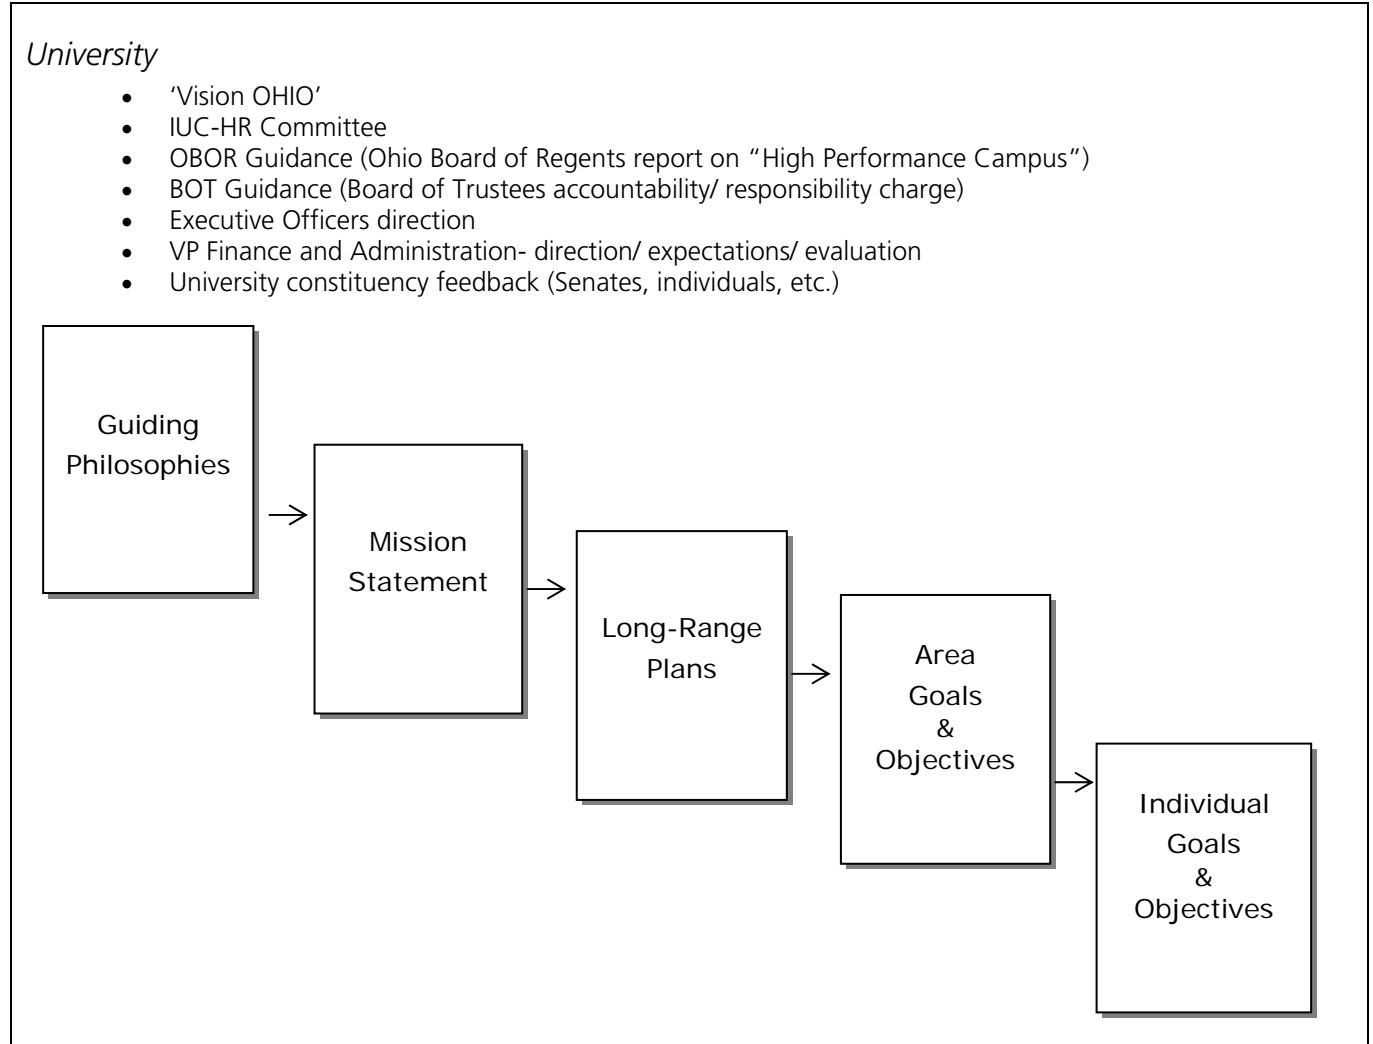 University
• ‘Vision OHIO’
• IUC-HR Committee
• OBOR Guidance (Ohio Board of Regents report on “High Performance Campus”)
• BOT Guidance (Board of Trustees accountability/ responsibility charge)
• Executive Officers direction
• VP Finance and Administration- direction/ expectations/ evaluation
• University constituency feedback (Senates, individuals, etc.)
Guiding
Philosophies
Mission
Statement
Long-Range
Plans
Area
Goals
&
Objectives
Individual
Goals
&
Objectives